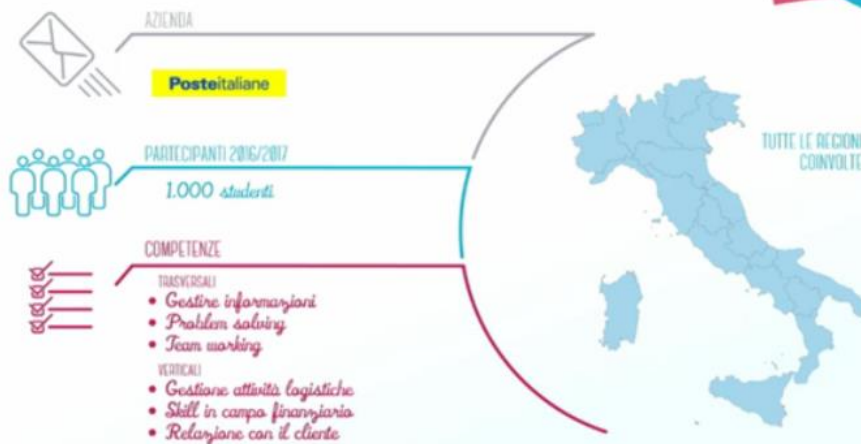 AZIENDA
Posteitaliane
PARTECIPANTI 2016/2017
1.000 studenti
TUTTE LE REGIONI
COINVOLTE
COMPETENZE
TRASVERSALI
• Gestire informazioni
• Problem solving
• Team working
VERTICALI
• Gestione attività logistiche
• Skill in campo finanziario
• Relazione con il cliente